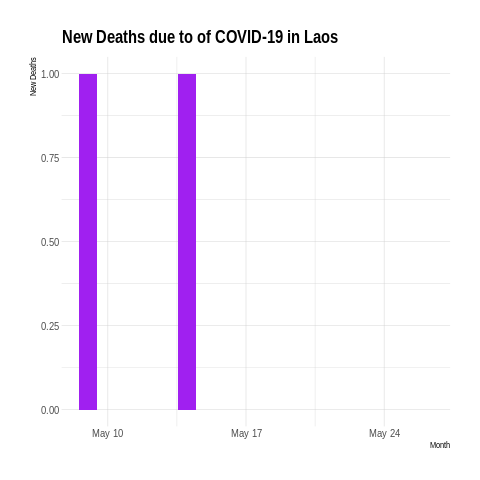 New Deaths due to of COVID-19 in Laos
New Deaths
1.00
0.75
0.50
0.25
0.00
May 10
May 17
May 24
Month